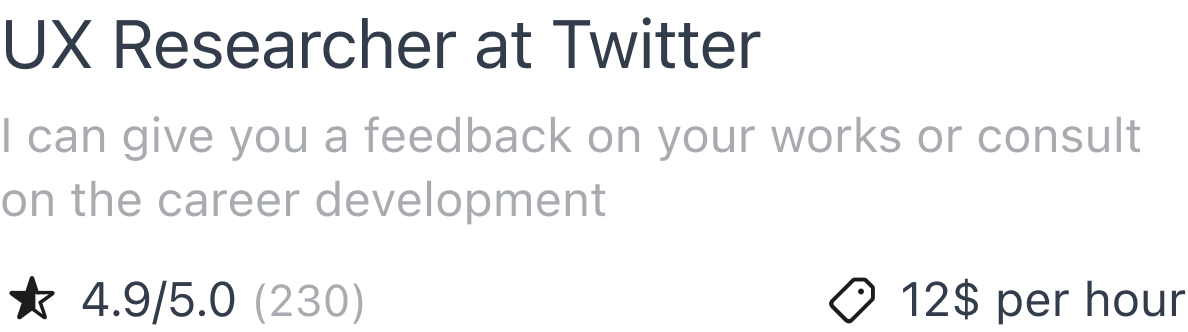 UX Researcher at Twitter
I can give you a feedback on your works or consult
on the career development
4.9/5.0 (230) 12$ per hour